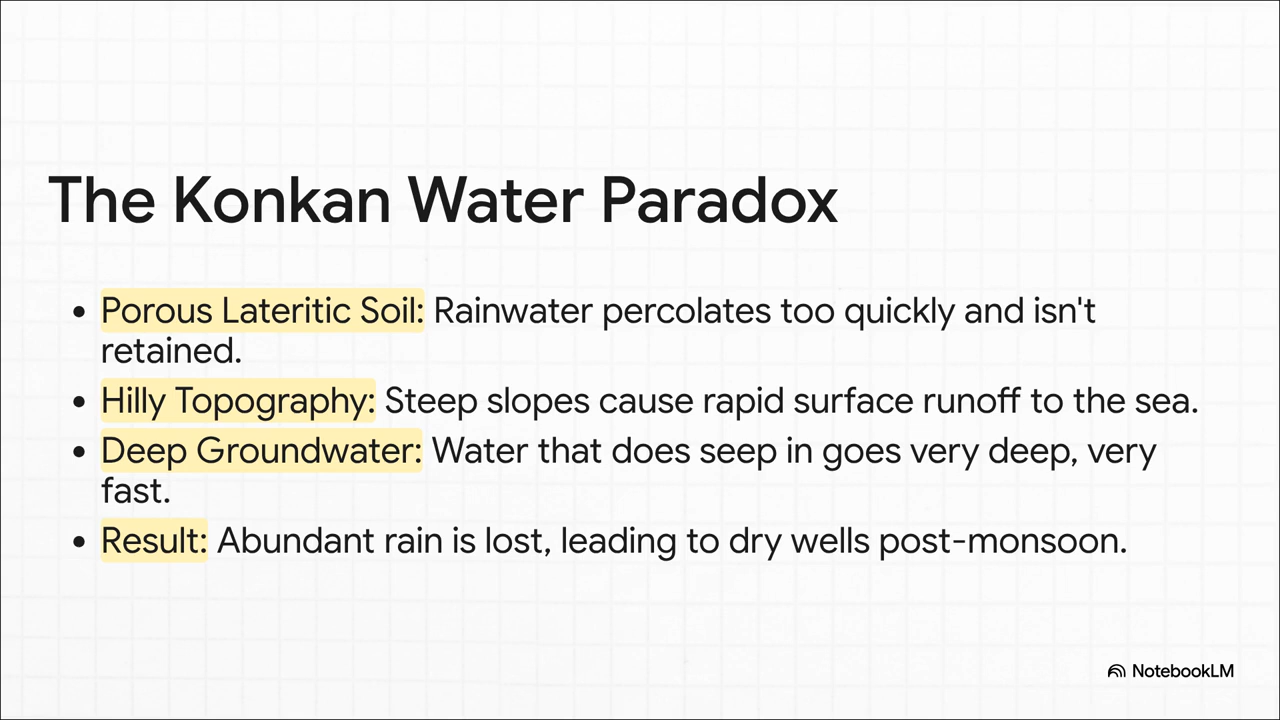 The Konkan Water Paradox
• Porous Lateritic Soil: Rainwater percolates too quickly and isn't
retained.
• Hilly Topography: Steep slopes cause rapid surface runoff to the sea.
• Deep Groundwater: Water that does seep in goes very deep, very
fast.
• Result: Abundant rain is lost, leading to dry wells post-monsoon.
NotebookLM